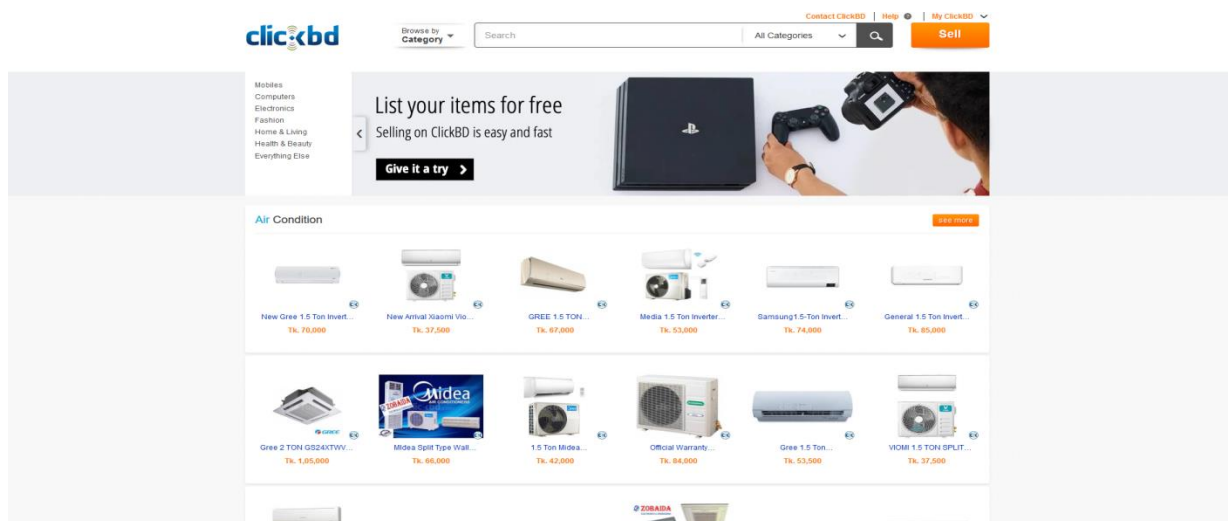 Contact ClickBD | Help | My ClickBD
clickbd
Browse by
Category
Search
All Categories
Sell
Mobiles
Computers
Electronics
Fashion
Home & Living
Health & Beauty
Everything Else
List your items for free
Selling on ClickBD is easy and fast
Give it a try
Air Condition
see more
New Gree 1.5 Ton Invert...
Tk. 70,000
New Arrival Xiaomi Vio...
Tk. 37,500
GREE 1.5 TON...
Tk. 67,000
Media 1.5 Ton Inverter...
Tk. 53,000
Samsung1.5-Ton Invert...
Tk. 74,000
General 1.5 Ton Invert...
Tk. 85,000
GREE
Gree 2 TON GS24XTWV...
Tk. 1,05,000
Midea
AIR CONDITIONERS
ZOBAIDA
Midea Split Type Wall...
Tk. 66,000
1.5 Ton Midea...
Tk. 42,000
Official Warranty...
Tk. 84,000
Gree 1.5 Ton...
Tk. 53,500
VIOMI 1.5 TON SPLIT...
Tk. 37,500
ZOBAIDA